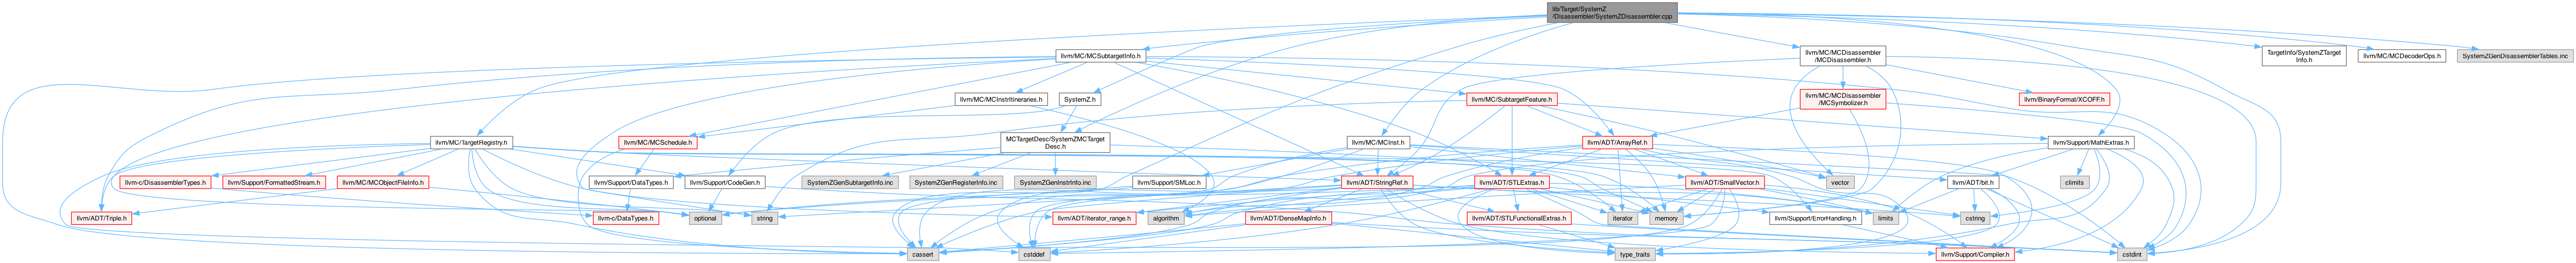 lib/Target/SystemZ
/Disassembler/SystemZDisassembler.cpp
llvm/MC/MCSubtargetInfo.h
llvm/MC/MCDisassembler
/MCDisassembler.h
TargetInfo/SystemZTarget
Info.h
llvm/MC/MCDecoderOps.h
SystemZGenDisassemblerTables.inc
llvm/MC/MCInstrItineraries.h
SystemZ.h
llvm/MC/SubtargetFeature.h
llvm/MC/MCDisassembler
/MCSymbolizer.h
llvm/BinaryFormat/XCOFF.h
llvm/MC/TargetRegistry.h
llvm/MC/MCSchedule.h
MCTargetDesc/SystemZMCTarget
Desc.h
llvm/MC/MCInst.h
llvm/ADT/ArrayRef.h
llvm/Support/MathExtras.h
llvm-c/DisassemblerTypes.h
llvm/Support/FormattedStream.h
llvm/MC/MCObjectFileInfo.h
llvm/Support/DataTypes.h
llvm/Support/CodeGen.h
SystemZGenSubtargetInfo.inc
SystemZGenRegisterInfo.inc
SystemZGenInstrInfo.inc
llvm/Support/SMLoc.h
llvm/ADT/StringRef.h
llvm/ADT/STLExtras.h
llvm/ADT/SmallVector.h
vector
climits
llvm/ADT/bit.h
llvm/ADT/Triple.h
llvm-c/DataTypes.h
optional
string
llvm/ADT/iterator_range.h
algorithm
llvm/ADT/DenseMapInfo.h
llvm/ADT/STLFunctionalExtras.h
iterator
memory
llvm/Support/ErrorHandling.h
limits
cstring
cassert
cstddef
type_traits
llvm/Support/Compiler.h
cstdint